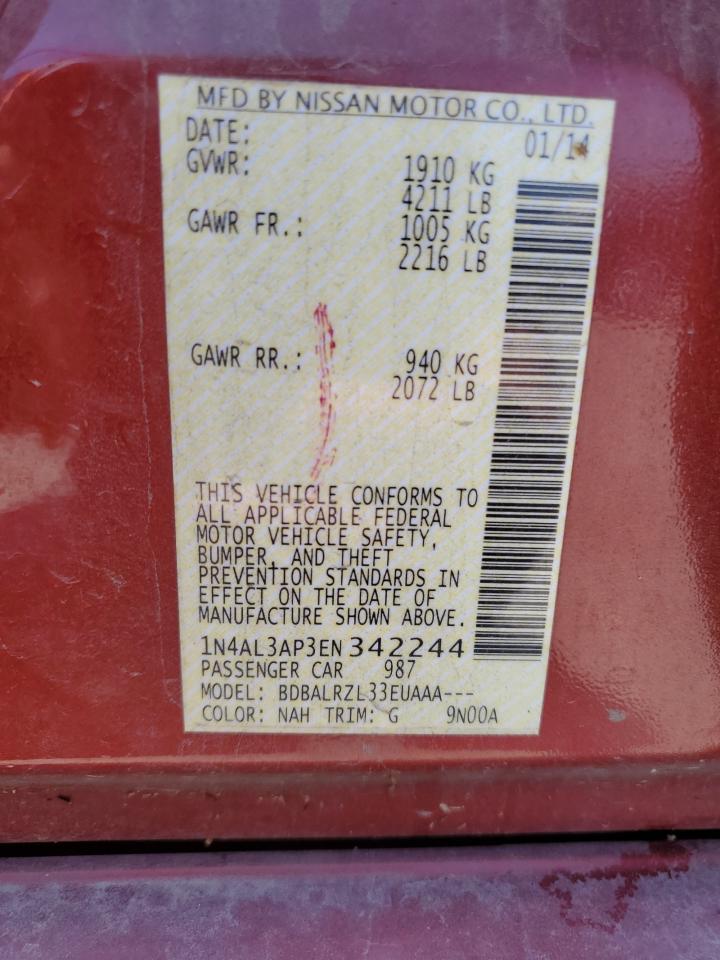 MFD BY NISSAN MOTOR CO., LTD.
DATE: 01/14
GVWR: 1910 KG
4211 LB
GAWR FR.: 1005 KG
2216 LB
GAWR RR.: 940 KG
2072 LB
THIS VEHICLE CONFORMS TO
ALL APPLICABLE FEDERAL
MOTOR VEHICLE SAFETY,
BUMPER, AND THEFT
PREVENTION STANDARDS IN
EFFECT ON THE DATE OF
MANUFACTURE SHOWN ABOVE.
1N4AL3AP3EN342244
PASSENGER CAR 987
MODEL: BDBALRZL33EUAAA---
COLOR: NAH TRIM: G 9N00A